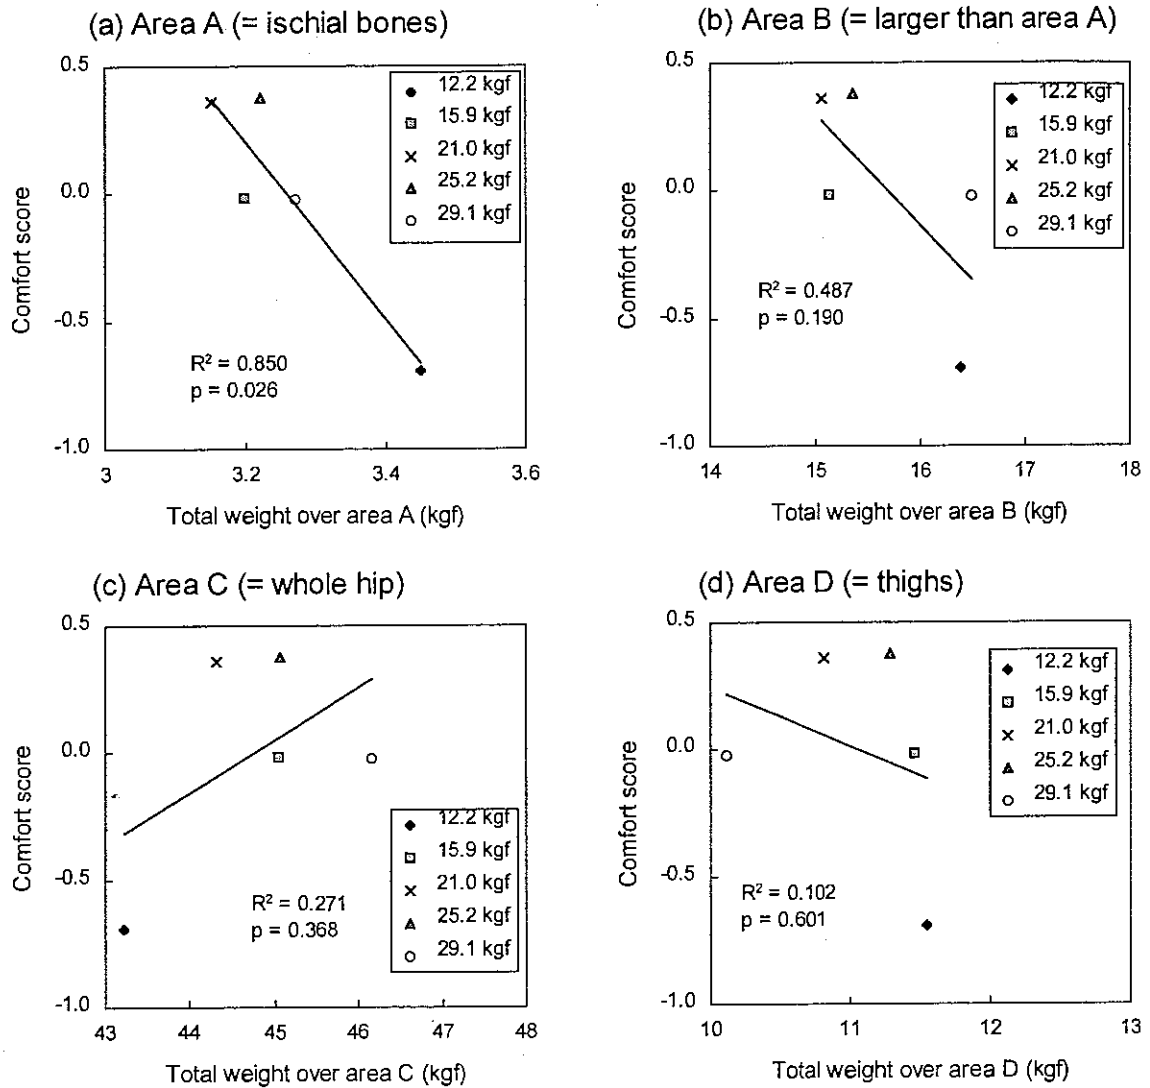 (a) Area A (= ischial bones)
0.5
0.0
-0.5
-1.0
Comfort score
12.2 kgf
15.9 kgf
21.0 kgf
25.2 kgf
29.1 kgf
R² = 0.850
p = 0.026
3 3.2 3.4 3.6
Total weight over area A (kgf)
(b) Area B (= larger than area A)
0.5
0.0
-0.5
-1.0
Comfort score
12.2 kgf
15.9 kgf
21.0 kgf
25.2 kgf
29.1 kgf
R² = 0.487
p = 0.190
14 15 16 17 18
Total weight over area B (kgf)
(c) Area C (= whole hip)
0.5
0.0
-0.5
-1.0
Comfort score
12.2 kgf
15.9 kgf
21.0 kgf
25.2 kgf
29.1 kgf
R² = 0.271
p = 0.368
43 44 45 46 47 48
Total weight over area C (kgf)
(d) Area D (= thighs)
0.5
0.0
-0.5
-1.0
Comfort score
12.2 kgf
15.9 kgf
21.0 kgf
25.2 kgf
29.1 kgf
R² = 0.102
p = 0.601
10 11 12 13
Total weight over area D (kgf)